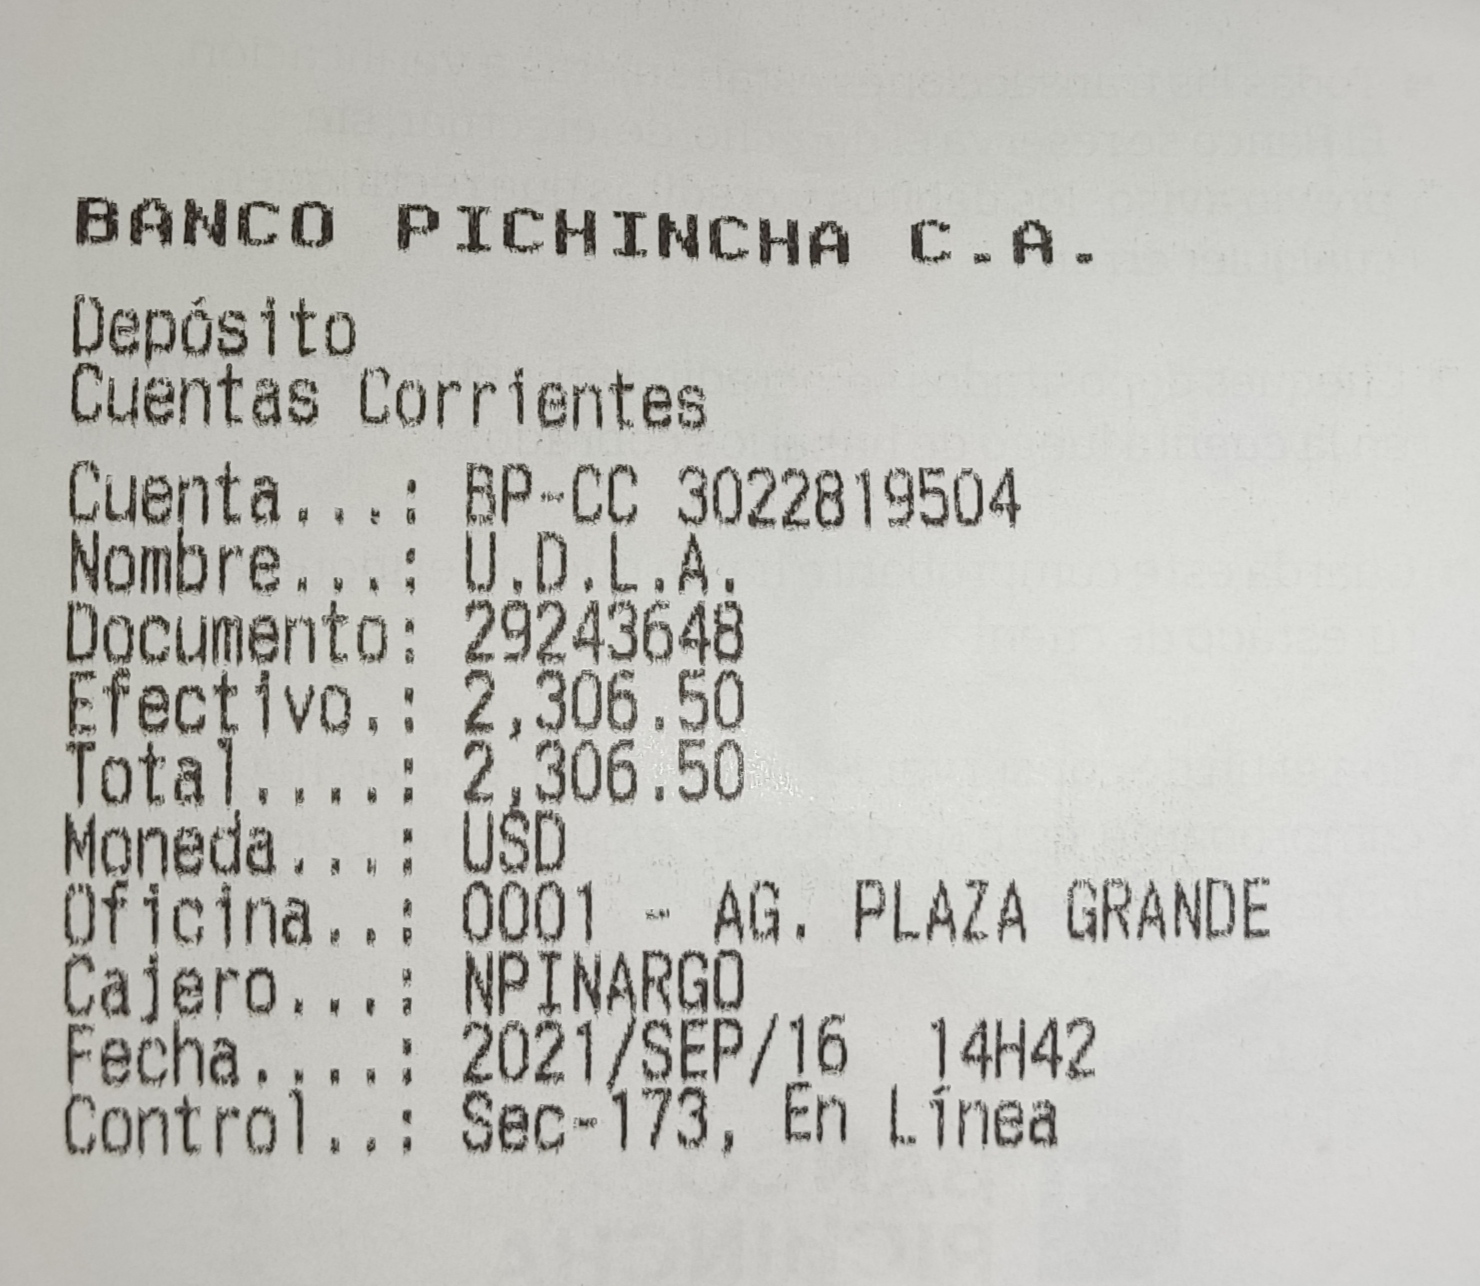 BANCO PICHINCHA C.A.
Depósito
Cuentas Corrientes
Cuenta...: BP-CC 3022819504
Nombre...: U.D.L.A.
Documento: 29243648
Efectivo.: 2,306.50
Total....: 2,306.50
Moneda...: USD
Oficina..: 0001 - AG. PLAZA GRANDE
Cajero...: NPINARGO
Fecha....: 2021/SEP/16 14H42
Control..: Sec-173, En Línea